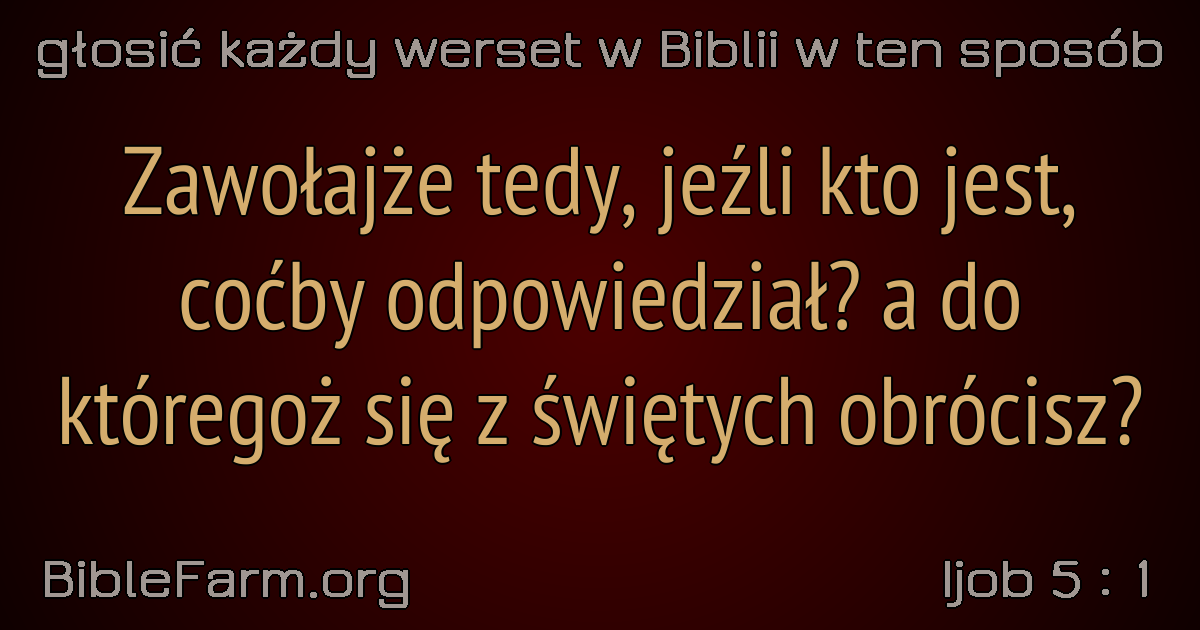 głosić każdy werset w Biblii w ten sposób
Zawołajże tedy, jeźli kto jest,
coćby odpowiedział? a do
któregoż się z świętych obrócisz?
BibleFarm.org
Ijob 5 : 1